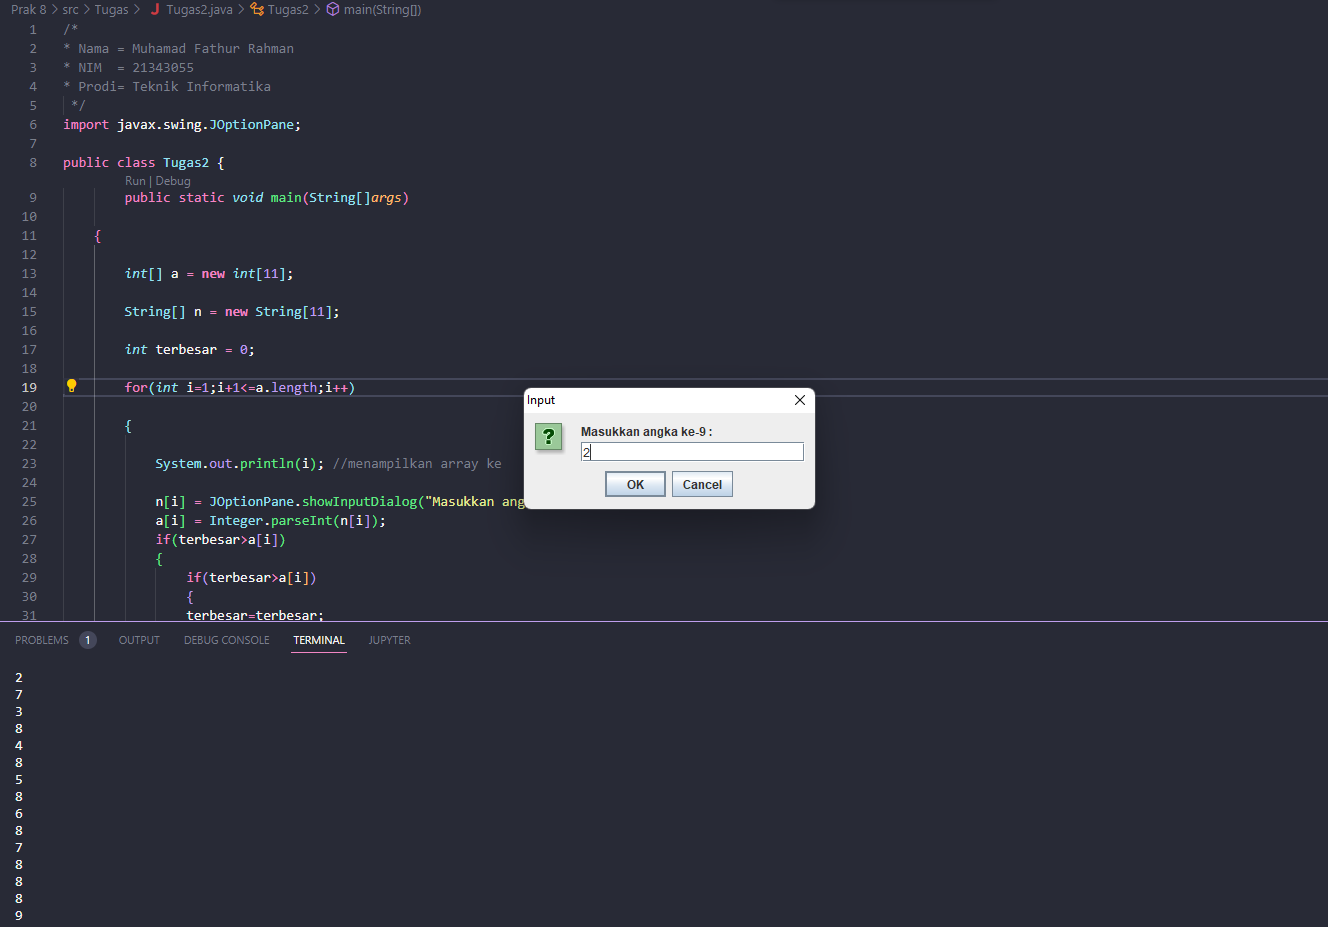 Prak 8 > src > Tugas > J Tugas2.java > Tugas2 > main(String[])
1 /*
2 * Nama = Muhamad Fathur Rahman
3 * NIM  = 21343055
4 * Prodi= Teknik Informatika
5 */
6 import javax.swing.JOptionPane;
7
8 public class Tugas2 {
Run | Debug
9 public static void main(String[]args)
10
11 {
12
13 int[] a = new int[11];
14
15 String[] n = new String[11];
16
17 int terbesar = 0;
18
19 for(int i=1;i+1<=a.length;i++)
20
21 {
22
23 System.out.println(i); //menampilkan array ke
24
25 n[i] = JOptionPane.showInputDialog("Masukkan ang
26 a[i] = Integer.parseInt(n[i]);
27 if(terbesar>a[i])
28 {
29 if(terbesar>a[i])
30 {
31 terbesar=terbesar;
Input
?
Masukkan angka ke-9 :
2
OK Cancel
PROBLEMS 1 OUTPUT DEBUG CONSOLE TERMINAL JUPYTER
2
7
3
8
4
8
5
8
6
8
7
8
8
8
9